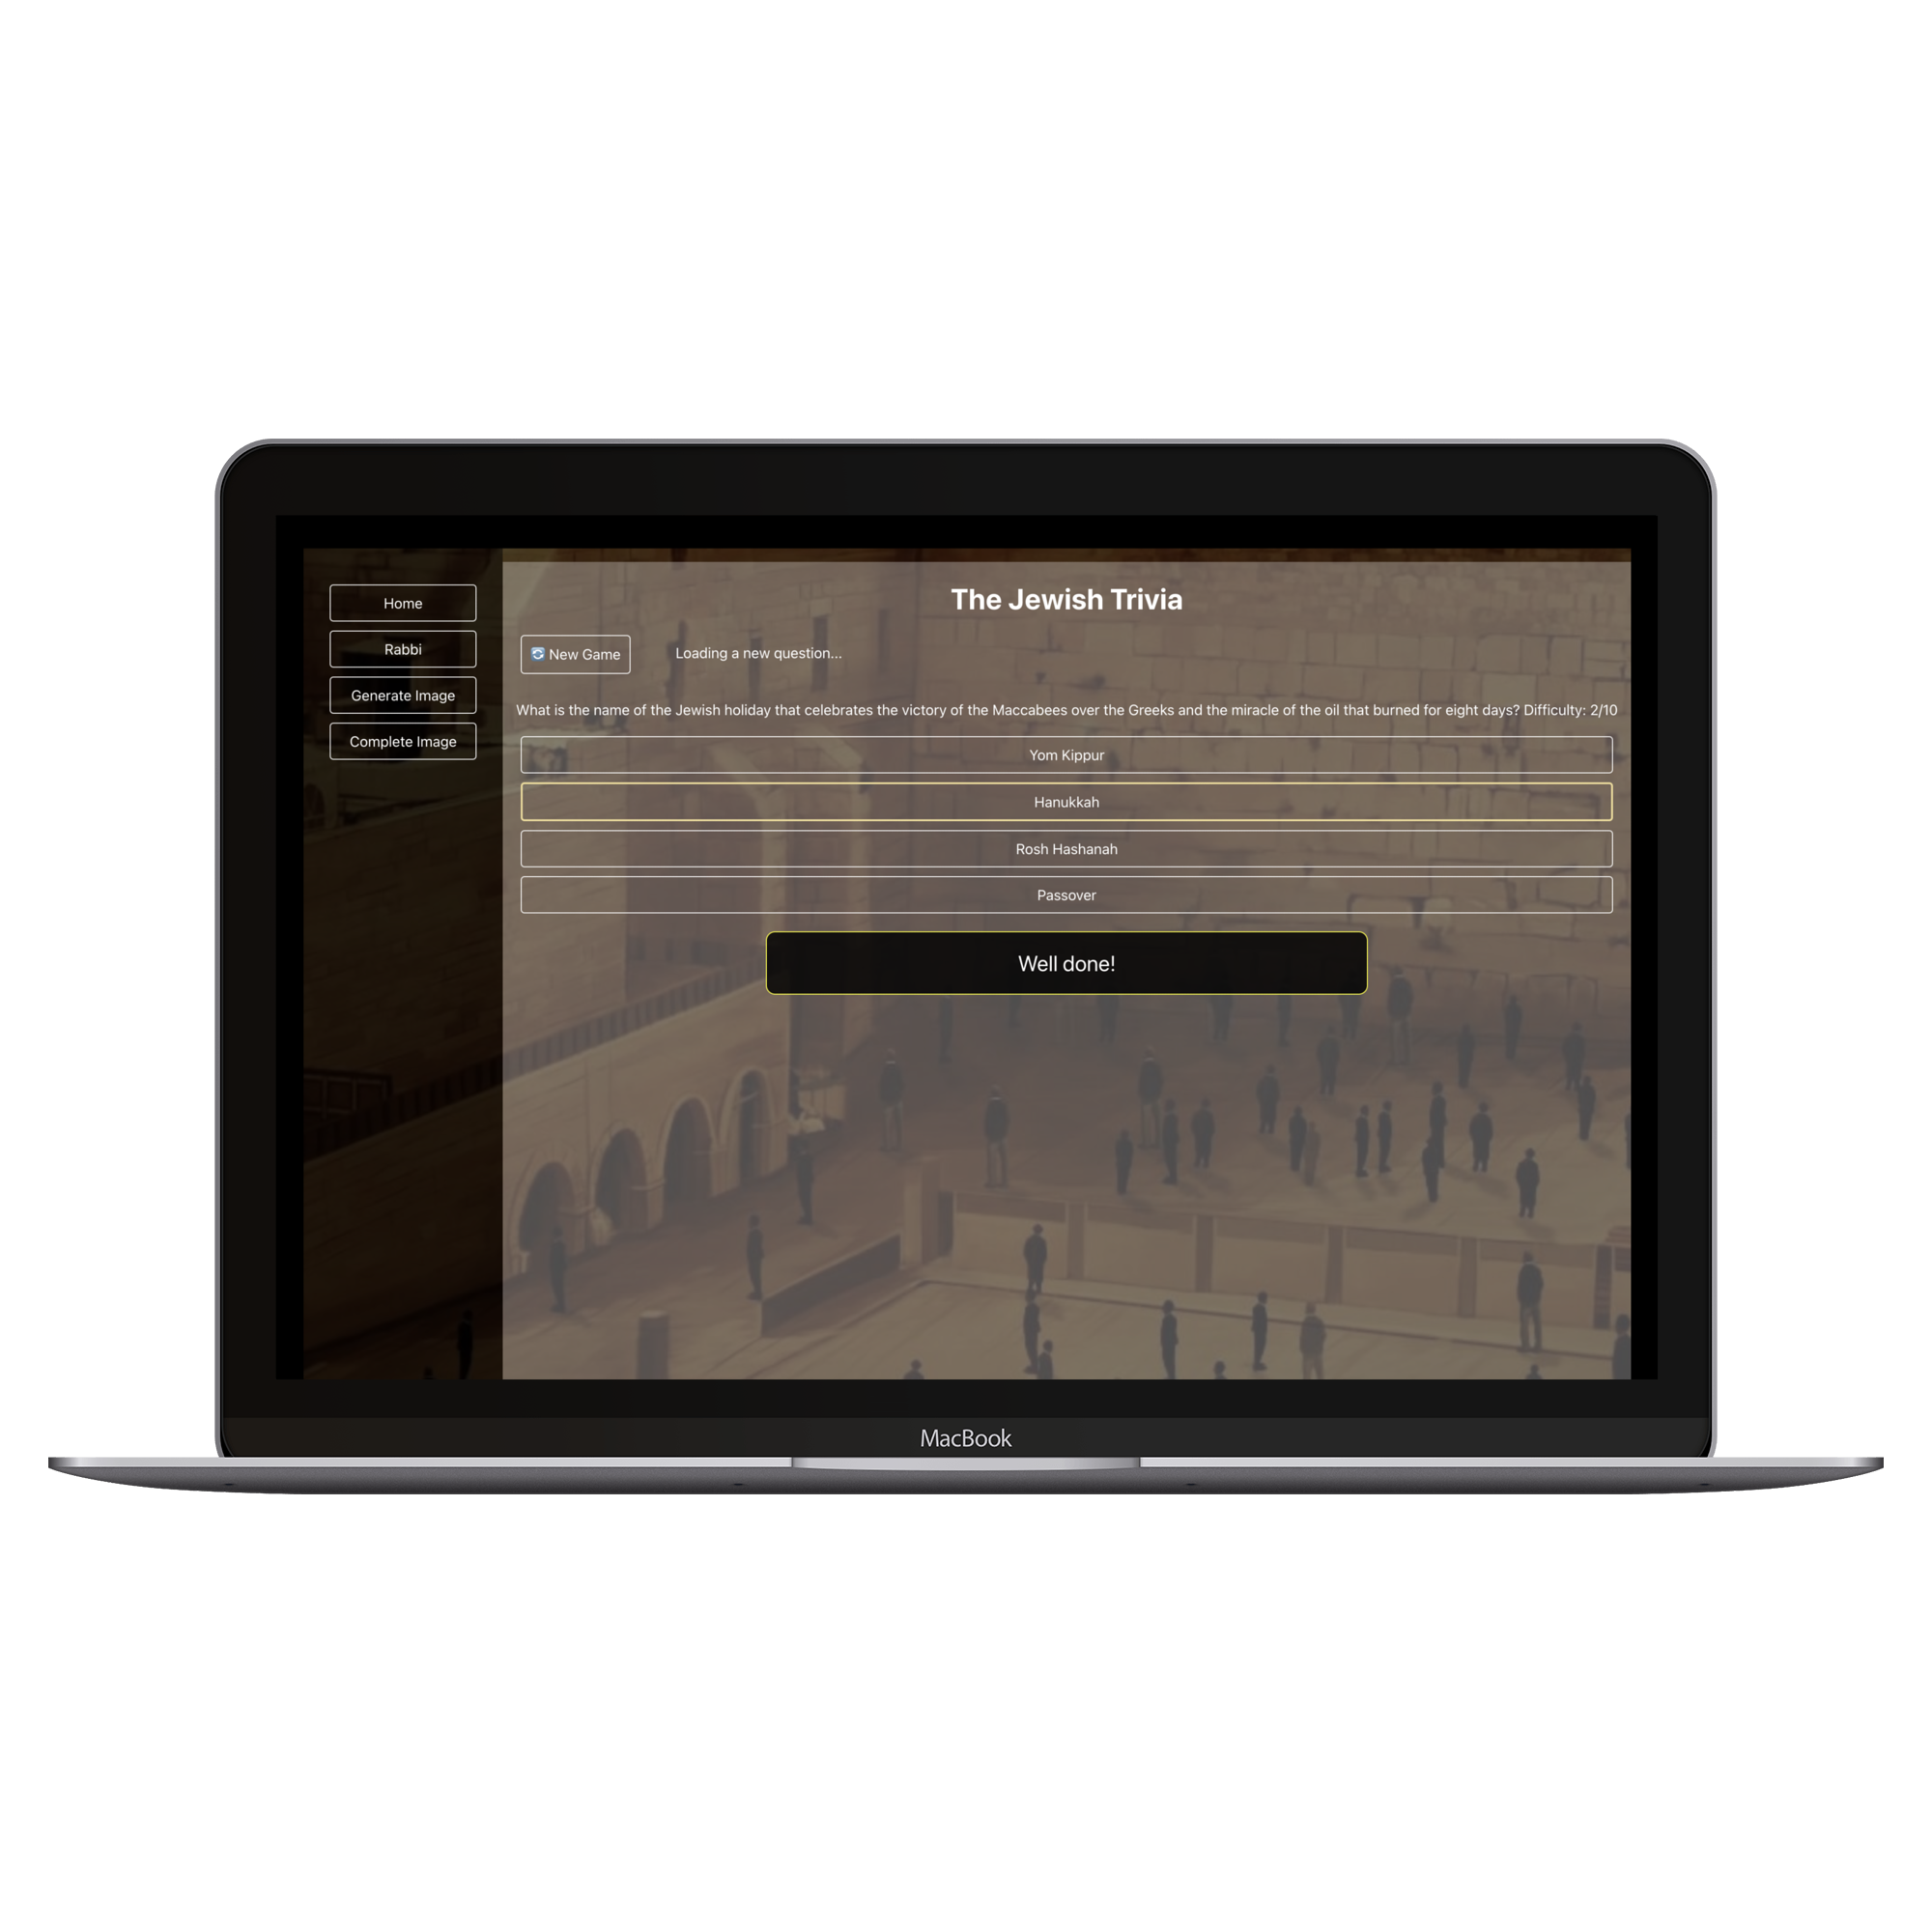 Home
Rabbi
Generate Image
Complete Image
The Jewish Trivia
New Game
Loading a new question...
What is the name of the Jewish holiday that celebrates the victory of the Maccabees over the Greeks and the miracle of the oil that burned for eight days? Difficulty: 2/10
Yom Kippur
Hanukkah
Rosh Hashanah
Passover
Well done!
MacBook